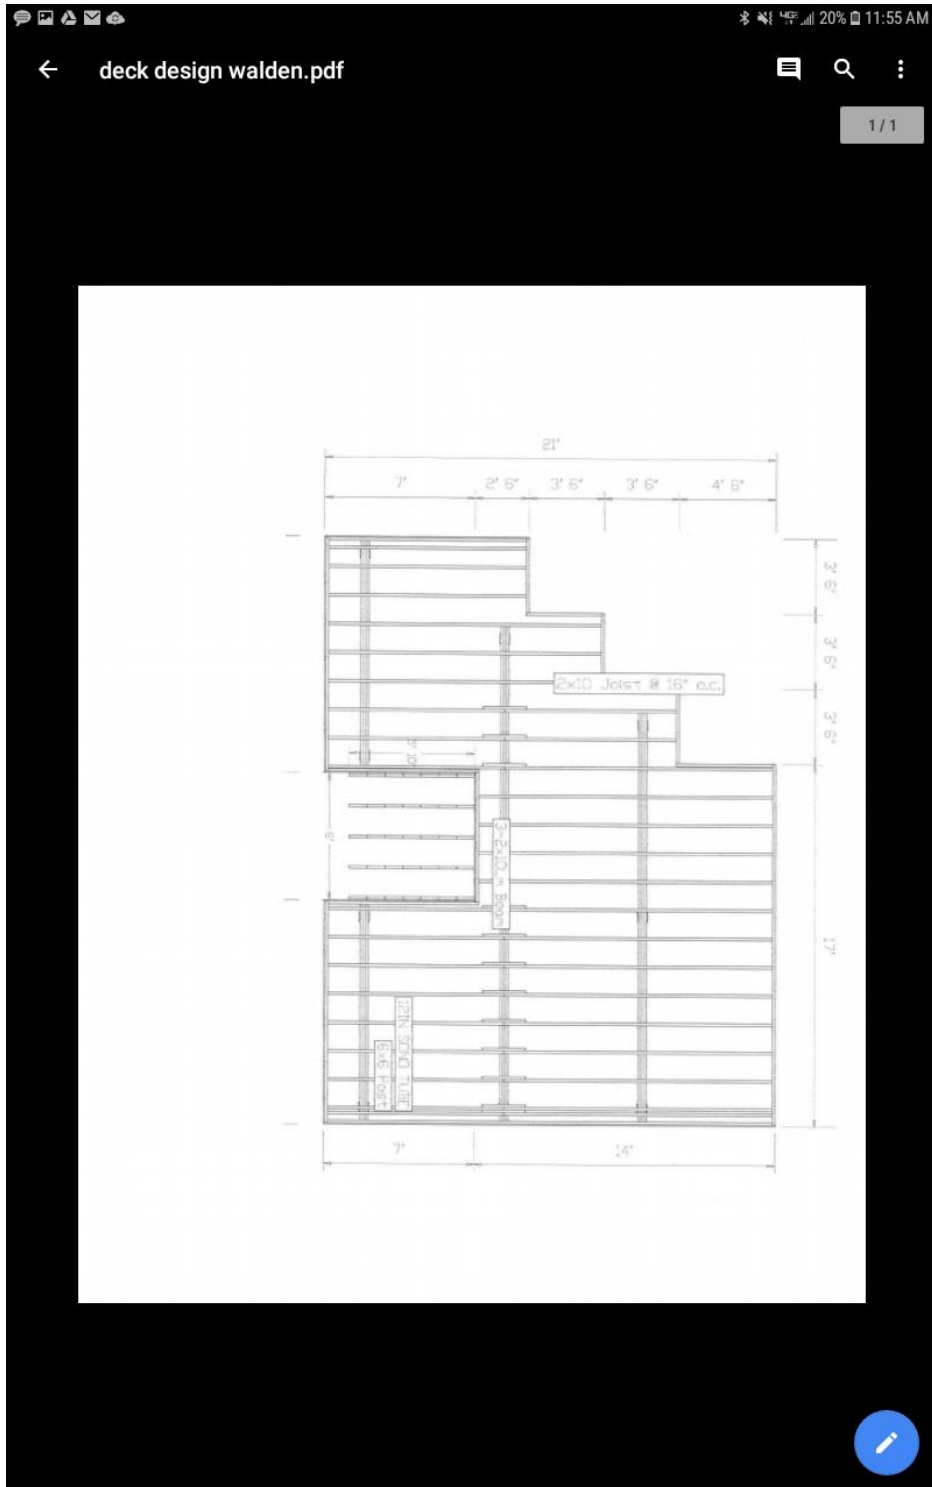 20% 11:55 AM
deck design walden.pdf
1 / 1
21"
7' 2' 6" 3' 6" 3' 6" 4' 6"
3' 6"
3' 6"
2x10 Joist @ 16" o.c.
3' 6"
3-2x10_m Beam
17'
12IN SONO TUBE
6x6 Post
7" 14"